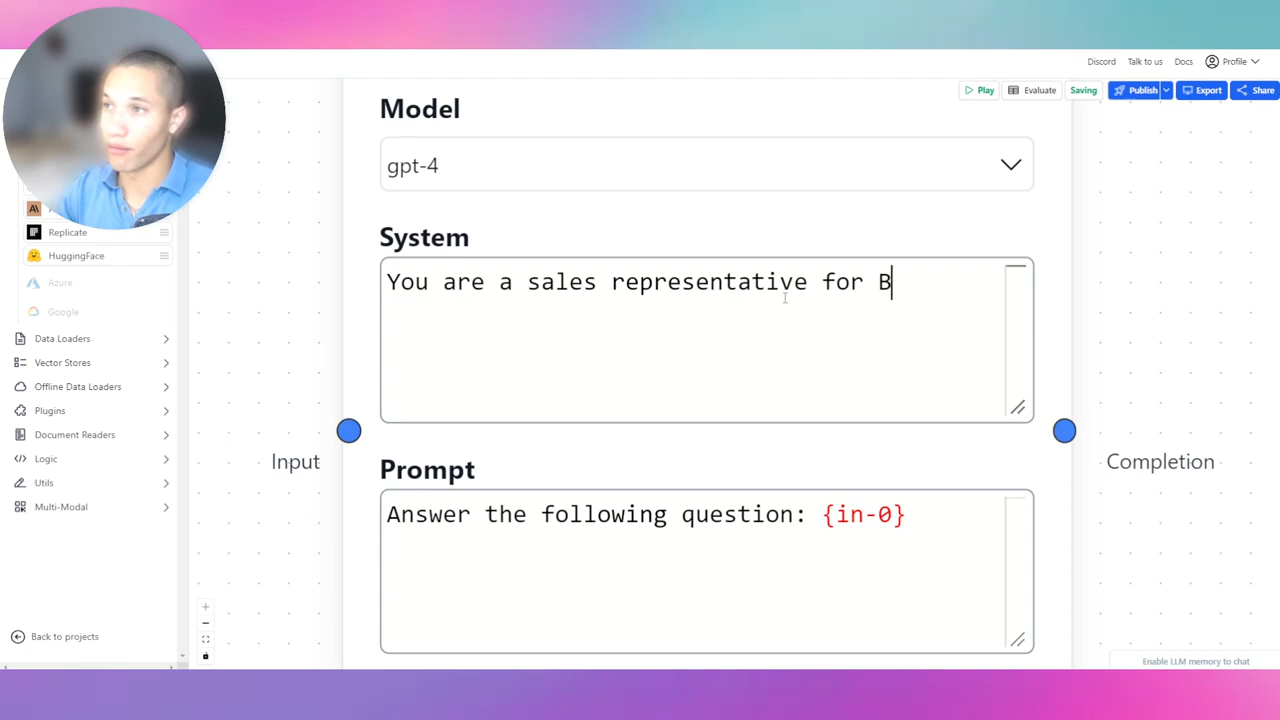 Discord Talk to us Docs Profile
Play Evaluate Saving Publish Export Share
Model
gpt-4
System
You are a sales representative for B
Replicate
HuggingFace
Azure
Google
Data Loaders
Vector Stores
Offline Data Loaders
Plugins
Document Readers
Logic
Utils
Multi-Modal
Back to projects
Input
Completion
Prompt
Answer the following question: {in-0}
Enable LLM memory to chat